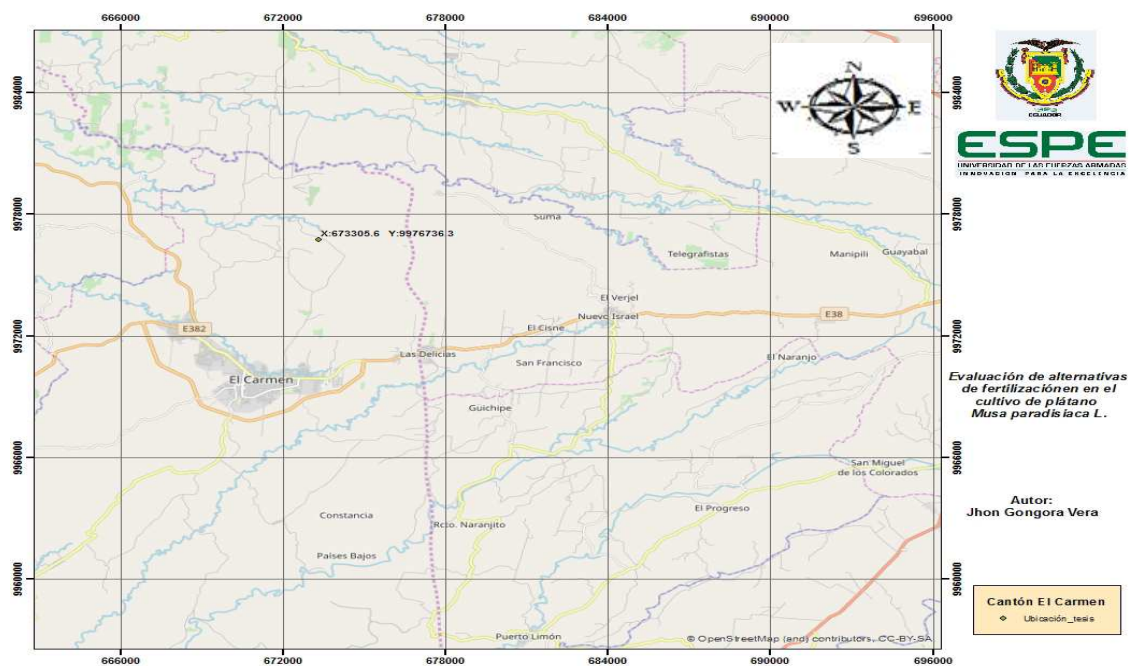 666000 672000 678000 684000 690000 696000
9984000 9984000
N
W E
S
ECUADOR
ESPE
UNIVERSIDAD DE LAS FUERZAS ARMADAS
INNOVACION PARA LA EXCELENCIA
9978000 9978000
Suma
X:673305.6 Y:9976736.3
Telegrafistas
Manipili
Guayabal
El Verjel
Nuevo Israel
E38
E382
El Cisne
9972000 9972000
Las Delicias
San Francisco
El Naranjo
El Carmen
Guichipe
Evaluación de alternativas
de fertilizaciónen en el
cultivo de plátano
Musa paradisiaca L.
9966000 9966000
San Miguel
de los Colorados
El Progreso
Constancia
Rcto. Naranjito
Autor:
Jhon Gongora Vera
Países Bajos
9960000 9960000
Puerto Limón
© OpenStreetMap (and) contributors, CC-BY-SA
Cantón El Carmen
Ubicación_tesis
666000 672000 678000 684000 690000 696000